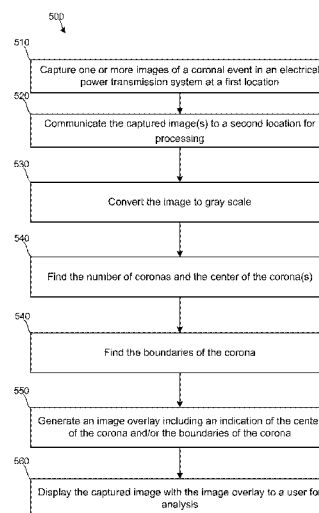 500
510
Capture one or more images of a coronal event in an electrical
power transmission system at a first location
520
Communicate the captured image(s) to a second location for
processing
530
Convert the image to gray scale
540
Find the number of coronas and the center of the corona(s)
540
Find the boundaries of the corona
550
Generate an image overlay including an indication of the center
of the corona and/or the boundaries of the corona
560
Display the captured image with the image overlay to a user for
analysis